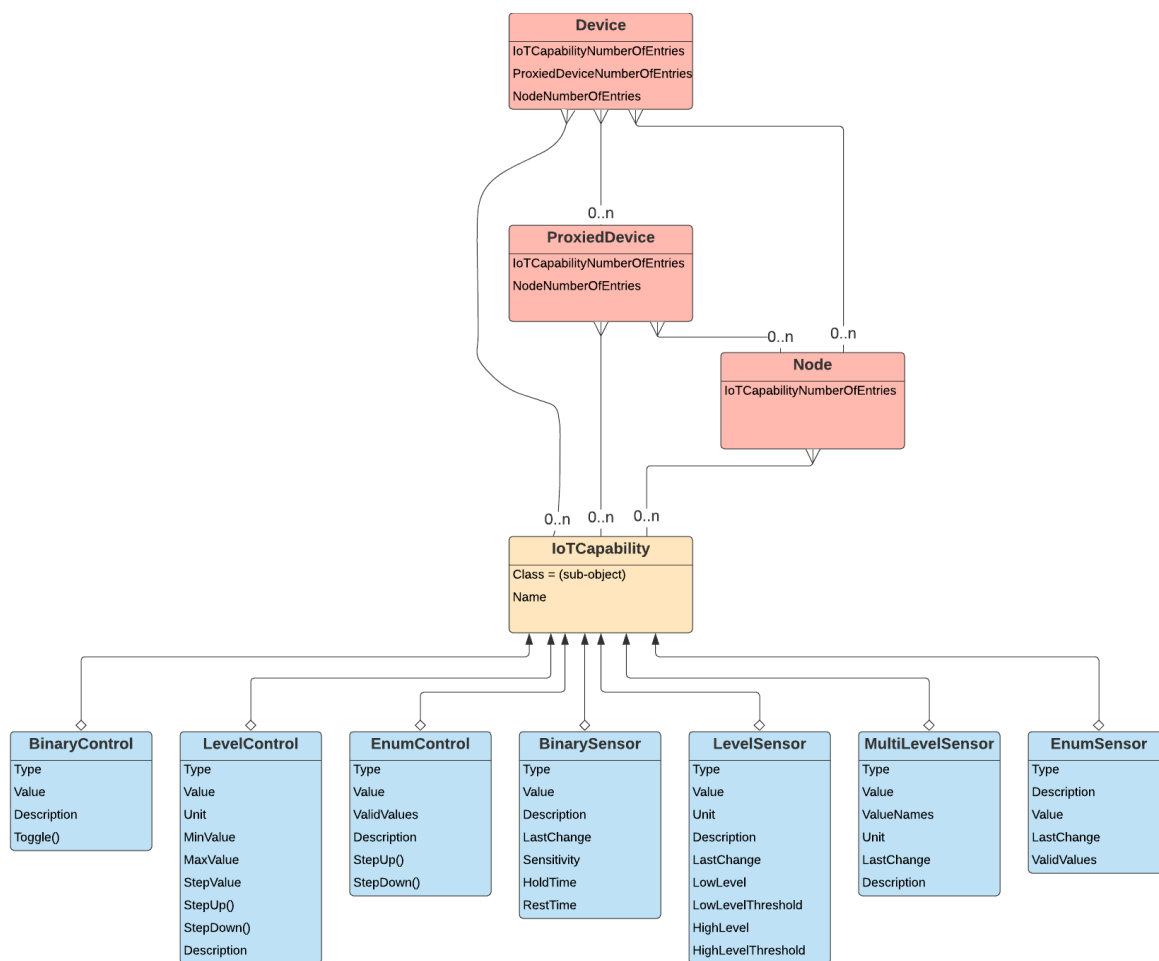 Device
IoTCapabilityNumberOfEntries
ProxiedDeviceNumberOfEntries
NodeNumberOfEntries
0..n
ProxiedDevice
IoTCapabilityNumberOfEntries
NodeNumberOfEntries
0..n
0..n
Node
IoTCapabilityNumberOfEntries
0..n
0..n
0..n
IoTCapability
Class = (sub-object)
Name
BinaryControl
Type
Value
Description
Toggle()
LevelControl
Type
Value
Unit
MinValue
MaxValue
StepValue
StepUp()
StepDown()
Description
EnumControl
Type
Value
ValidValues
Description
StepUp()
StepDown()
BinarySensor
Type
Value
Description
LastChange
Sensitivity
HoldTime
RestTime
LevelSensor
Type
Value
Unit
Description
LastChange
LowLevel
LowLevelThreshold
HighLevel
HighLevelThreshold
MultiLevelSensor
Type
Value
ValueNames
Unit
LastChange
Description
EnumSensor
Type
Description
Value
LastChange
ValidValues